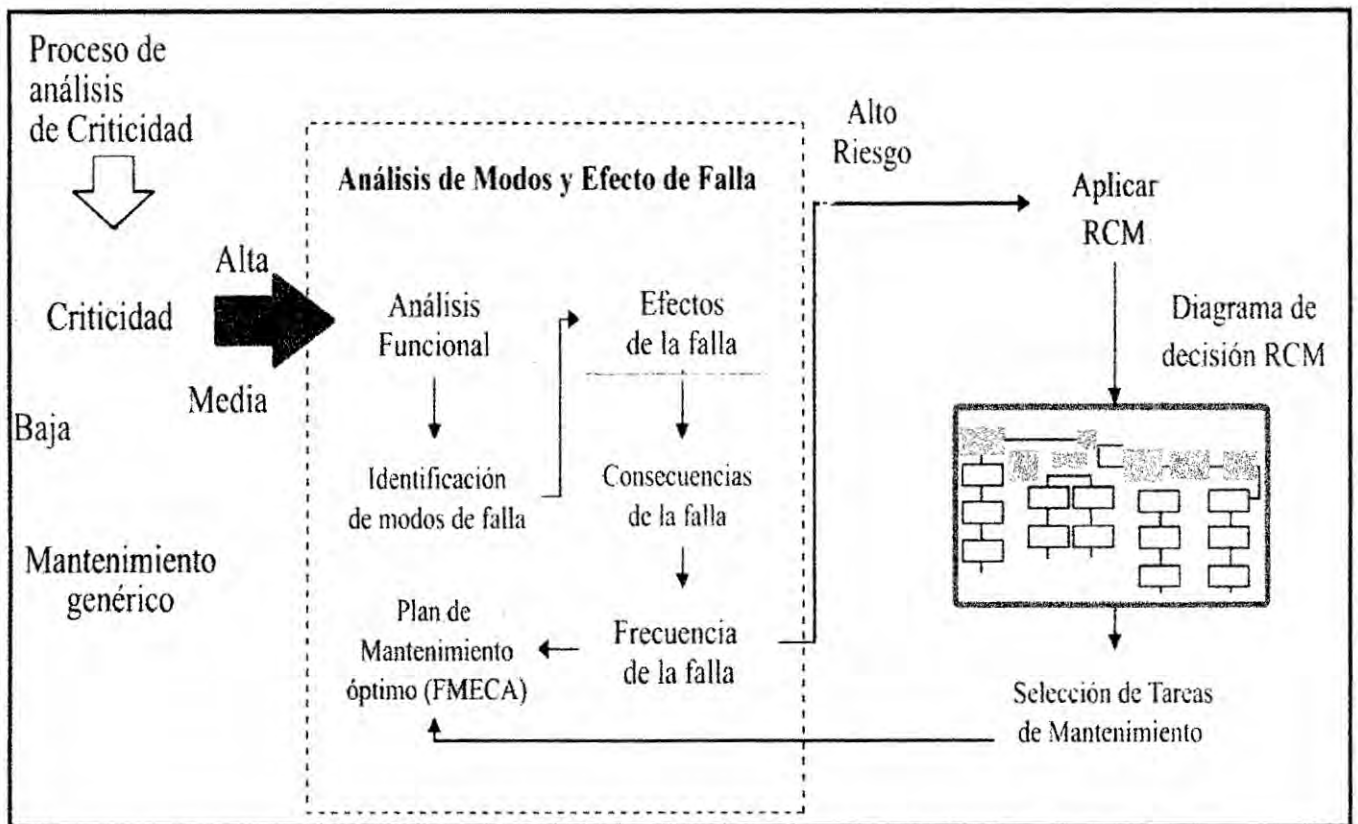 Proceso de
análisis
de Criticidad
Criticidad
Alta
Media
Baja
Mantenimiento
genérico
Análisis de Modos y Efecto de Falla
Análisis
Funcional
Identificación
de modos de falla
Efectos
de la falla
Consecuencias
de la falla
Frecuencia
de la falla
Plan de
Mantenimiento
óptimo (FMECA)
Alto
Riesgo
Aplicar
RCM
Diagrama de
decisión RCM
Selección de Tareas
de Mantenimiento